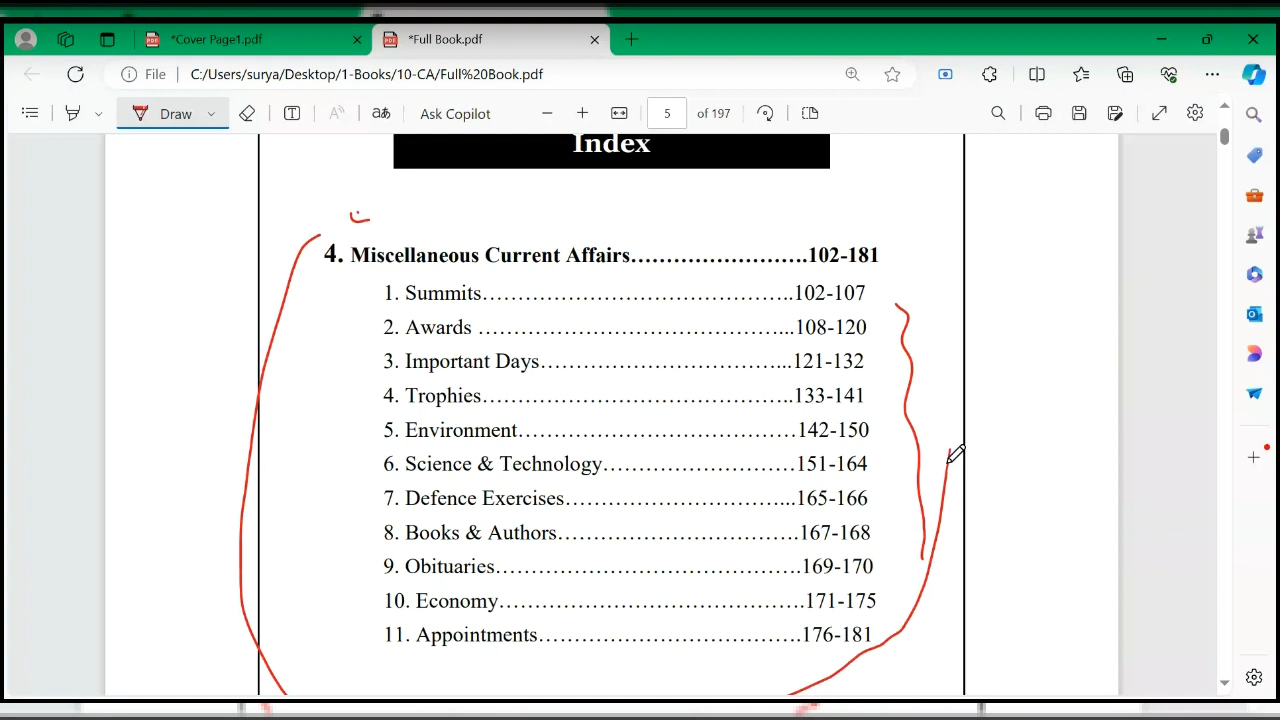 *Cover Page1.pdf
*Full Book.pdf
File C:/Users/surya/Desktop/1-Books/10-CA/Full%20Book.pdf
Draw
Ask Copilot
5 of 197
Index
4. Miscellaneous Current Affairs…………………….102-181
1. Summits……………………………………..102-107
2. Awards ……………………………………...108-120
3. Important Days……………………………...121-132
4. Trophies……………………………………..133-141
5. Environment…………………………………142-150
6. Science & Technology………………………151-164
7. Defence Exercises…………………………...165-166
8. Books & Authors…………………………….167-168
9. Obituaries…………………………………….169-170
10. Economy…………………………………….171-175
11. Appointments……………………………….176-181